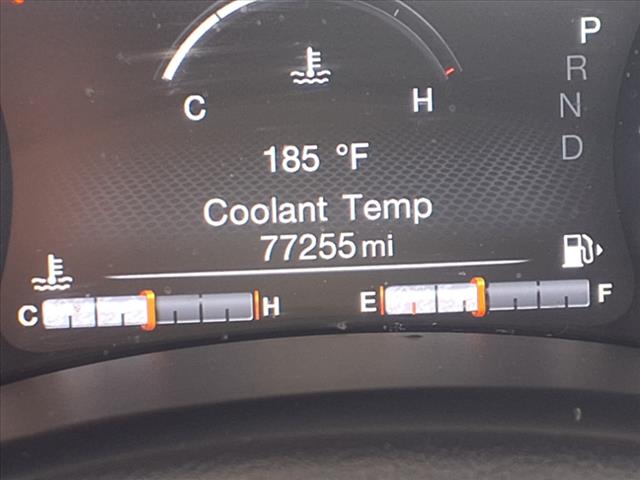 P
R
C H
N
185 °F
D
Coolant Temp
77255 mi
C H E F